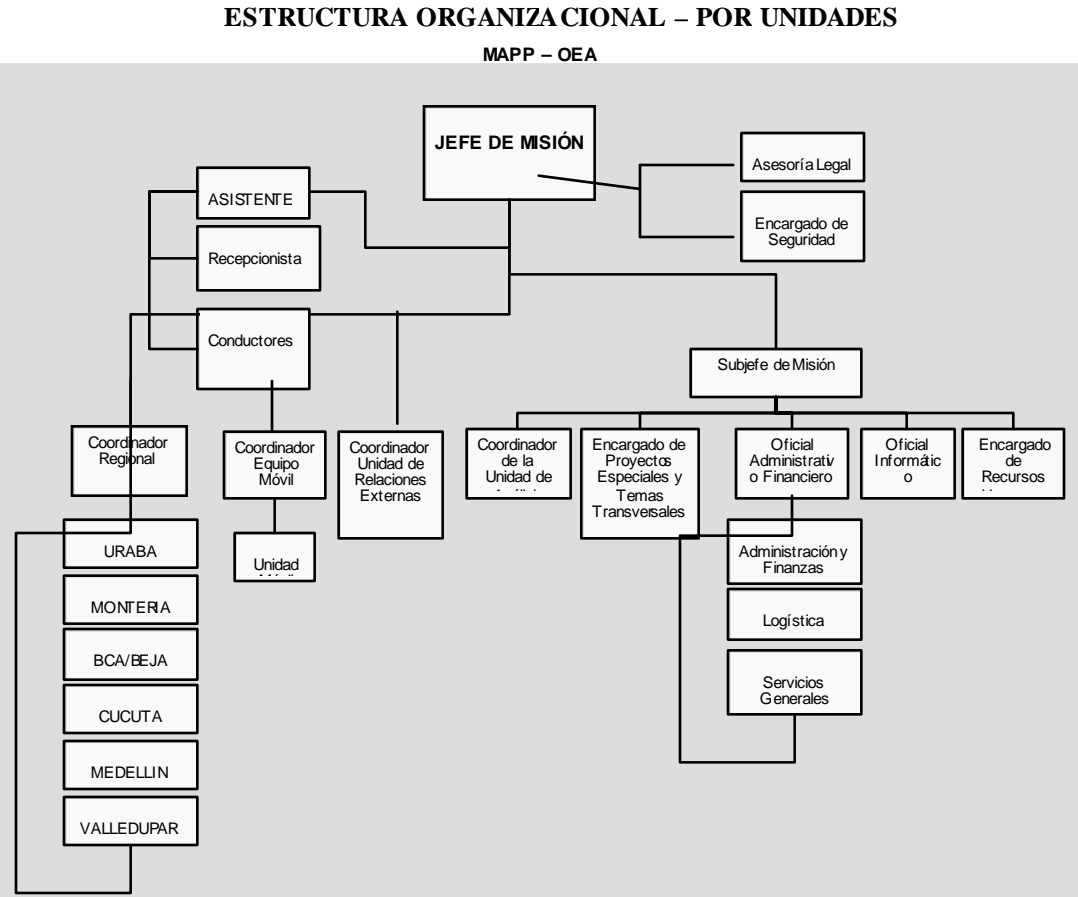 ESTRUCTURA ORGANIZACIONAL – POR UNIDADES
MAPP – OEA
JEFE DE MISIÓN
Asesoría Legal
ASISTENTE
Encargado de
Seguridad
Recepcionista
Conductores
Subjefe de Misión
Coordinador
Regional
Coordinador
Equipo
Móvil
Coordinador
Unidad de
Relaciones
Externas
Coordinador
de la
Unidad de
Encargado de
Proyectos
Especiales y
Temas
Transversales
Oficial
Administrativ
o Financiero
Oficial
Informátic
o
Encargado
de
Recursos
URABA
Unidad
Administración y
Finanzas
MONTERIA
Logística
BCA/BEJA
Servicios
Generales
CUCUTA
MEDELLIN
VALLEDUPAR